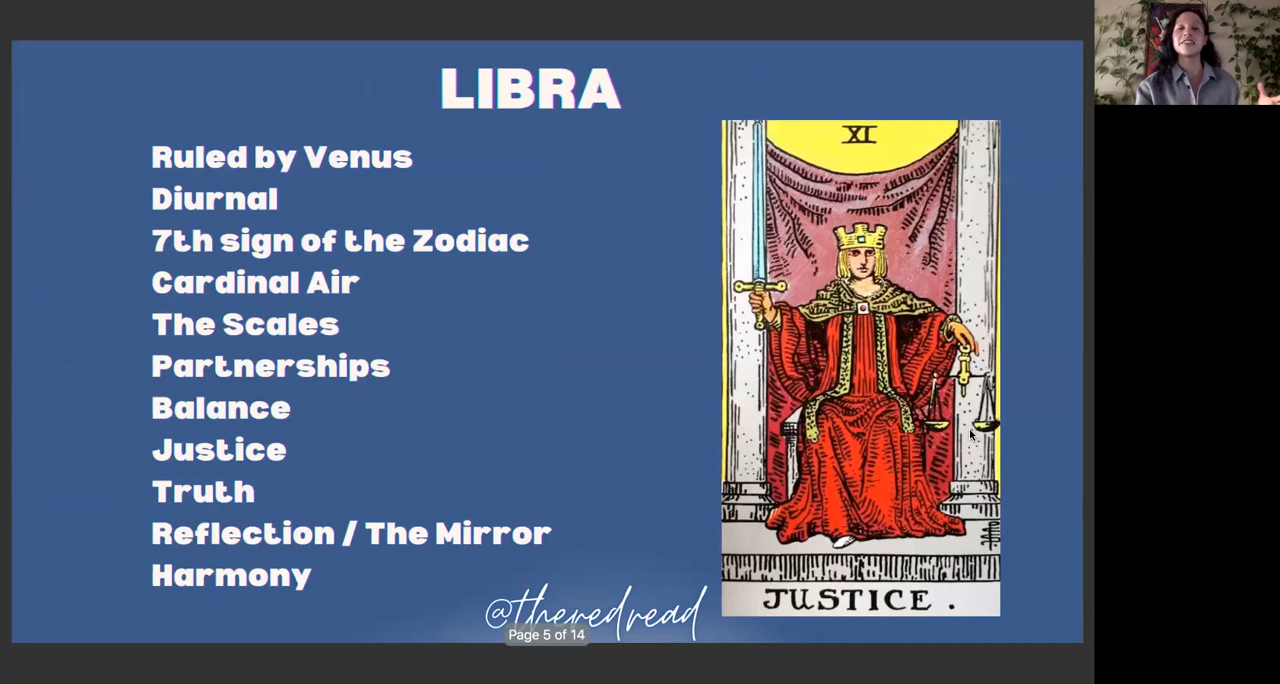 LIBRA
Ruled by Venus
Diurnal
7th sign of the Zodiac
Cardinal Air
The Scales
Partnerships
Balance
Justice
Truth
Reflection / The Mirror
Harmony
XI
JUSTICE .
@theredread
Page 5 of 14